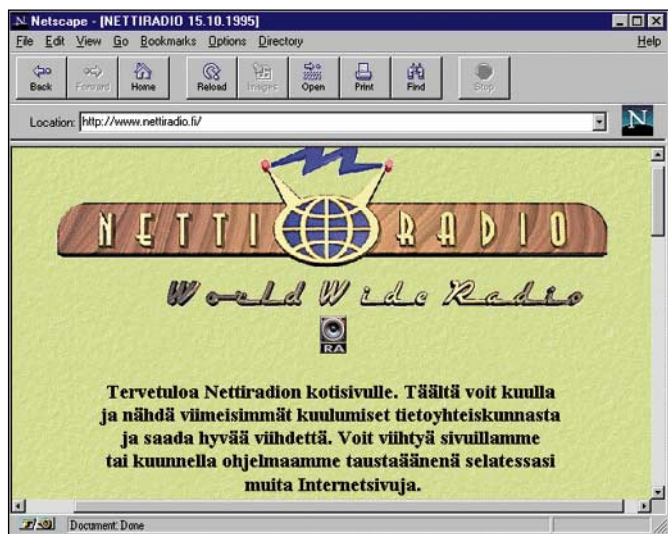 Netscape - [NETTIRADIO 15.10.1995]
File Edit View Go Bookmarks Options Directory Help
Back Forward Home Reload Images Open Print Find Stop
Location: http://www.nettiradio.fi/
N
NETTI RADIO
World Wide Radio
RA
Tervetuloa Nettiradion kotisivulle. Täältä voit kuulla
ja nähdä viimeisimmät kuulumiset tietoyhteiskunnasta
ja saada hyvää viihdettä. Voit viihtyä sivuillamme
tai kuunnella ohjelmaamme taustaäänenä selatessasi
muita Internetsivuja.
Document: Done